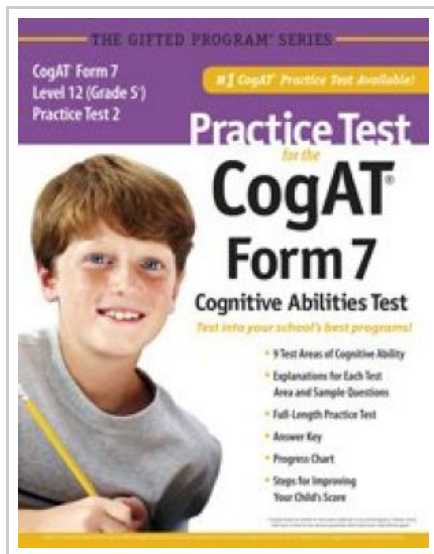 THE GIFTED PROGRAM® SERIES
CogAT® Form 7
Level 12 (Grade 5*)
Practice Test 2
#1 CogAT® Practice Test Available!
Practice Test
for the
CogAT®
Form 7
Cognitive Abilities Test
Test into your school's best programs!
• 9 Test Areas of Cognitive Ability
• Explanations for Each Test
Area and Sample Questions
• Full-Length Practice Test
• Answer Key
• Progress Chart
• Steps for Improving
Your Child's Score